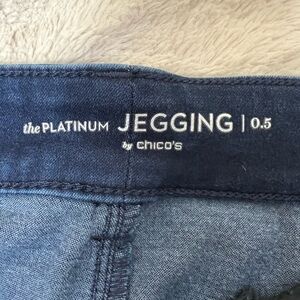 the PLATINUM JEGGING | 0.5
by chico's